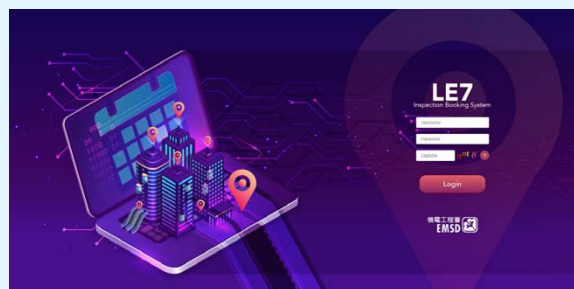 LE7
Inspection Booking System
Username
Password
Captcha
Login
機電工程署
EMSD